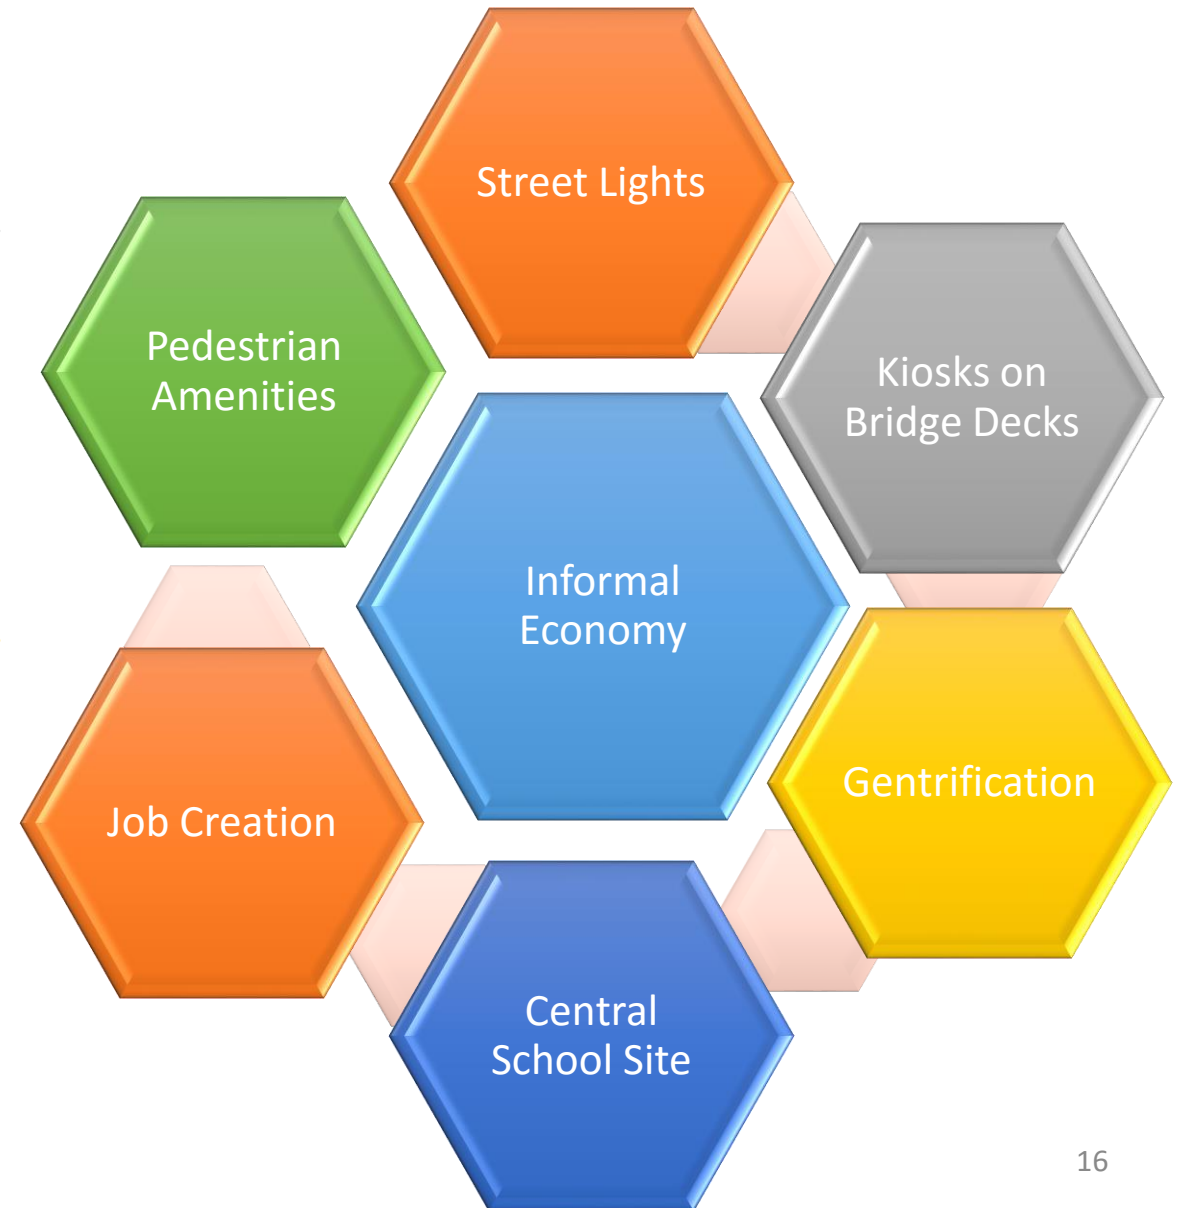 Street Lights
Pedestrian
Amenities
Kiosks on
Bridge Decks
Informal
Economy
Gentrification
Job Creation
Central
School Site
16